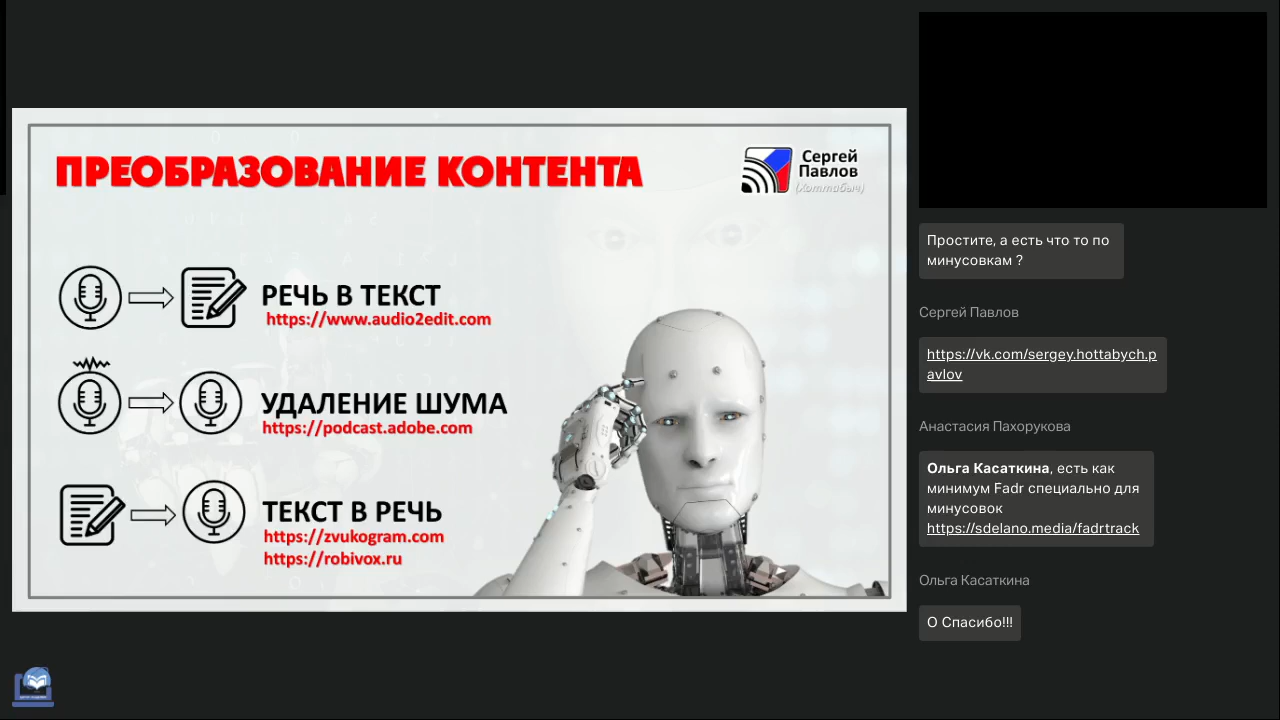 ПРЕОБРАЗОВАНИЕ КОНТЕНТА
Сергей
Павлов
(Хоттабыч)
РЕЧЬ В ТЕКСТ
https://www.audio2edit.com
УДАЛЕНИЕ ШУМА
https://podcast.adobe.com
ТЕКСТ В РЕЧЬ
https://zvukogram.com
https://robivox.ru
Простите, а есть что то по
минусовкам ?
Сергей Павлов
https://vk.com/sergey.hottabych.p
avlov
Анастасия Пахорукова
Ольга Касаткина, есть как
минимум Fadr специально для
минусовок
https://sdelano.media/fadrtrack
Ольга Касаткина
О Спасибо!!!